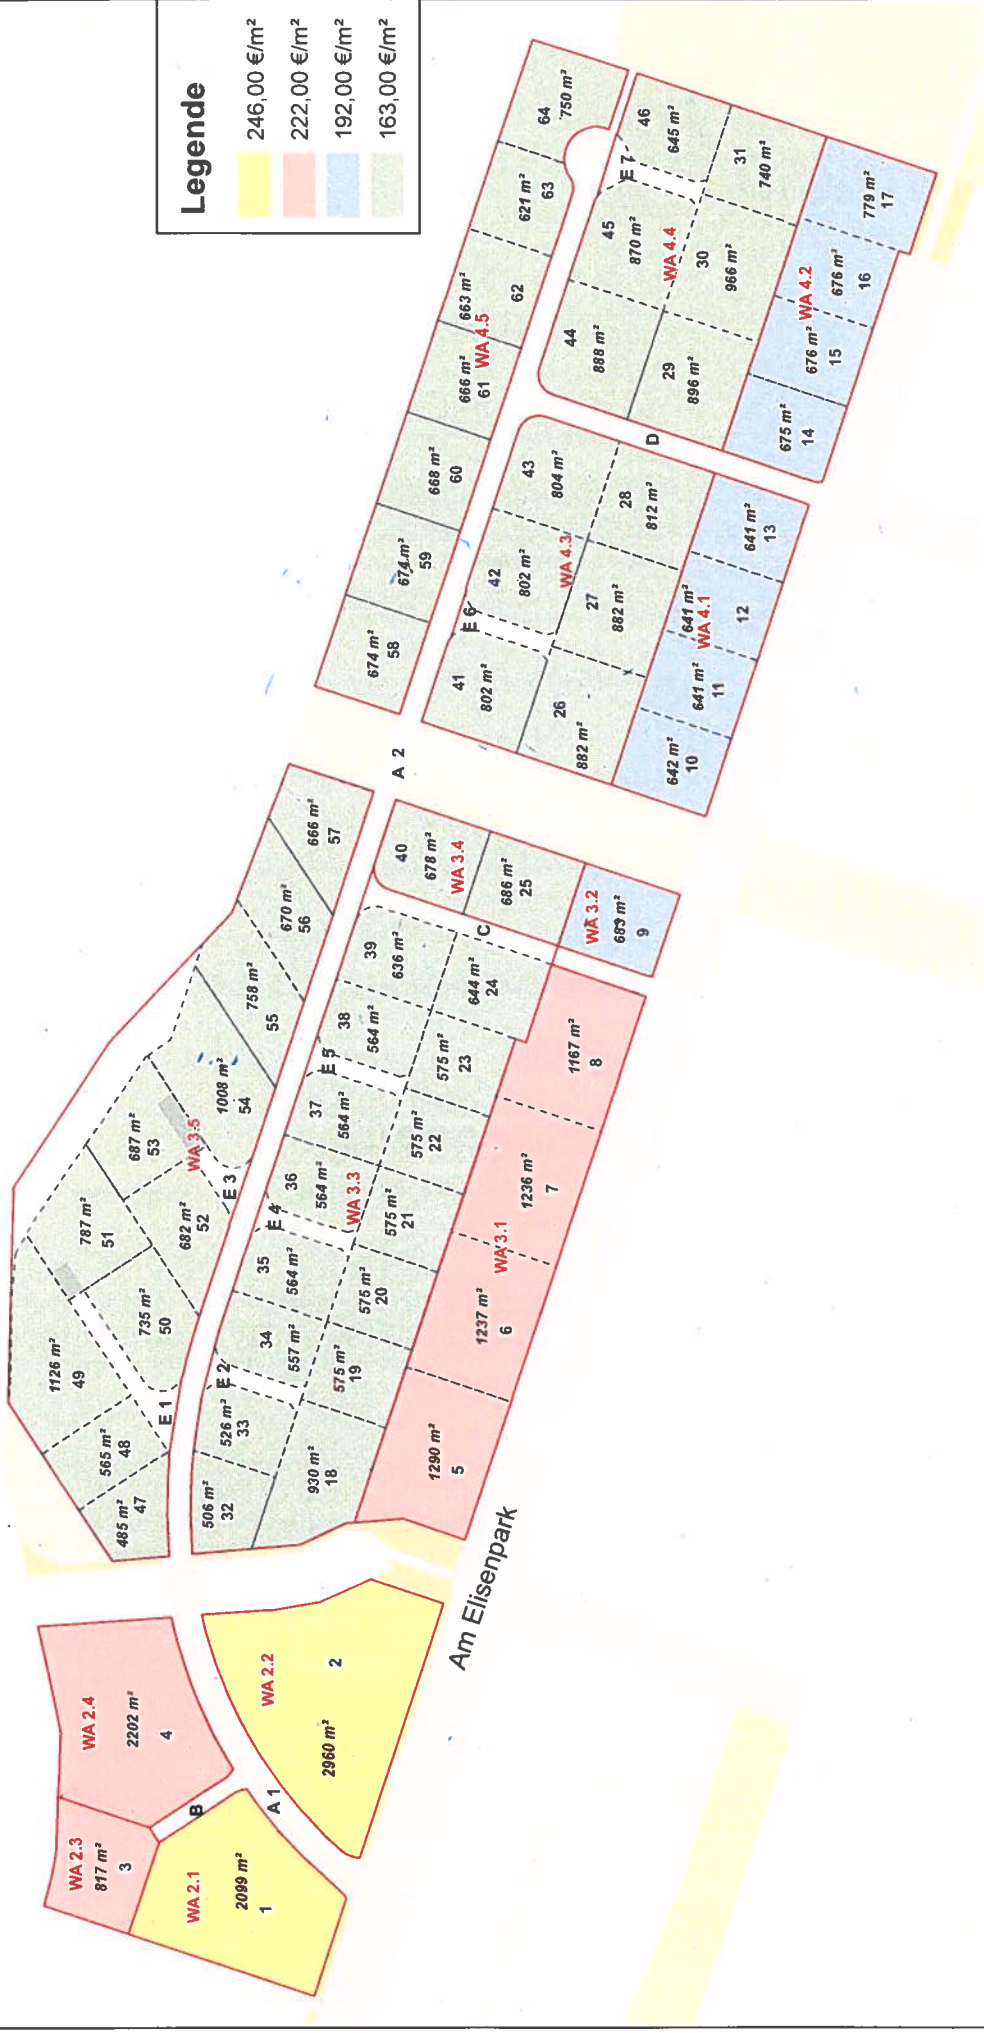 Legende
246,00 €/m²
222,00 €/m²
192,00 €/m²
163,00 €/m²
WA 2.3
817 m²
3
WA 2.4
2202 m²
4
B
WA 2.1
2099 m²
1
A 1
WA 2.2
2960 m²
2
Am Elisenpark
485 m²
47
565 m²
48
1126 m²
49
E 1
735 m²
50
787 m²
51
682 m²
52
687 m²
53
WA 3.5
E 3
1008 m²
54
758 m²
55
670 m²
56
666 m²
57
506 m²
32
526 m²
33
E 2
34
557 m²
35
564 m²
E 4
36
564 m²
WA 3.3
37
564 m²
E 5
38
564 m²
39
636 m²
40
678 m²
WA 3.4
930 m²
18
575 m²
19
575 m²
20
575 m²
21
575 m²
22
575 m²
23
644 m²
24
C
686 m²
25
1290 m²
5
1237 m²
6
WA 3.1
1236 m²
7
1167 m²
8
WA 3.2
689 m²
9
A 2
674 m²
58
674 m²
59
668 m²
60
666 m²
61
WA 4.5
663 m²
62
621 m²
63
64
750 m²
41
802 m²
E 6
42
802 m²
43
804 m²
WA 4.3
26
882 m²
27
882 m²
28
812 m²
D
642 m²
10
641 m²
11
641 m²
WA 4.1
12
641 m²
13
44
888 m²
45
870 m²
WA 4.4
E 7
46
645 m²
29
896 m²
30
966 m²
31
740 m²
675 m²
14
676 m²
15
WA 4.2
676 m²
16
779 m²
17